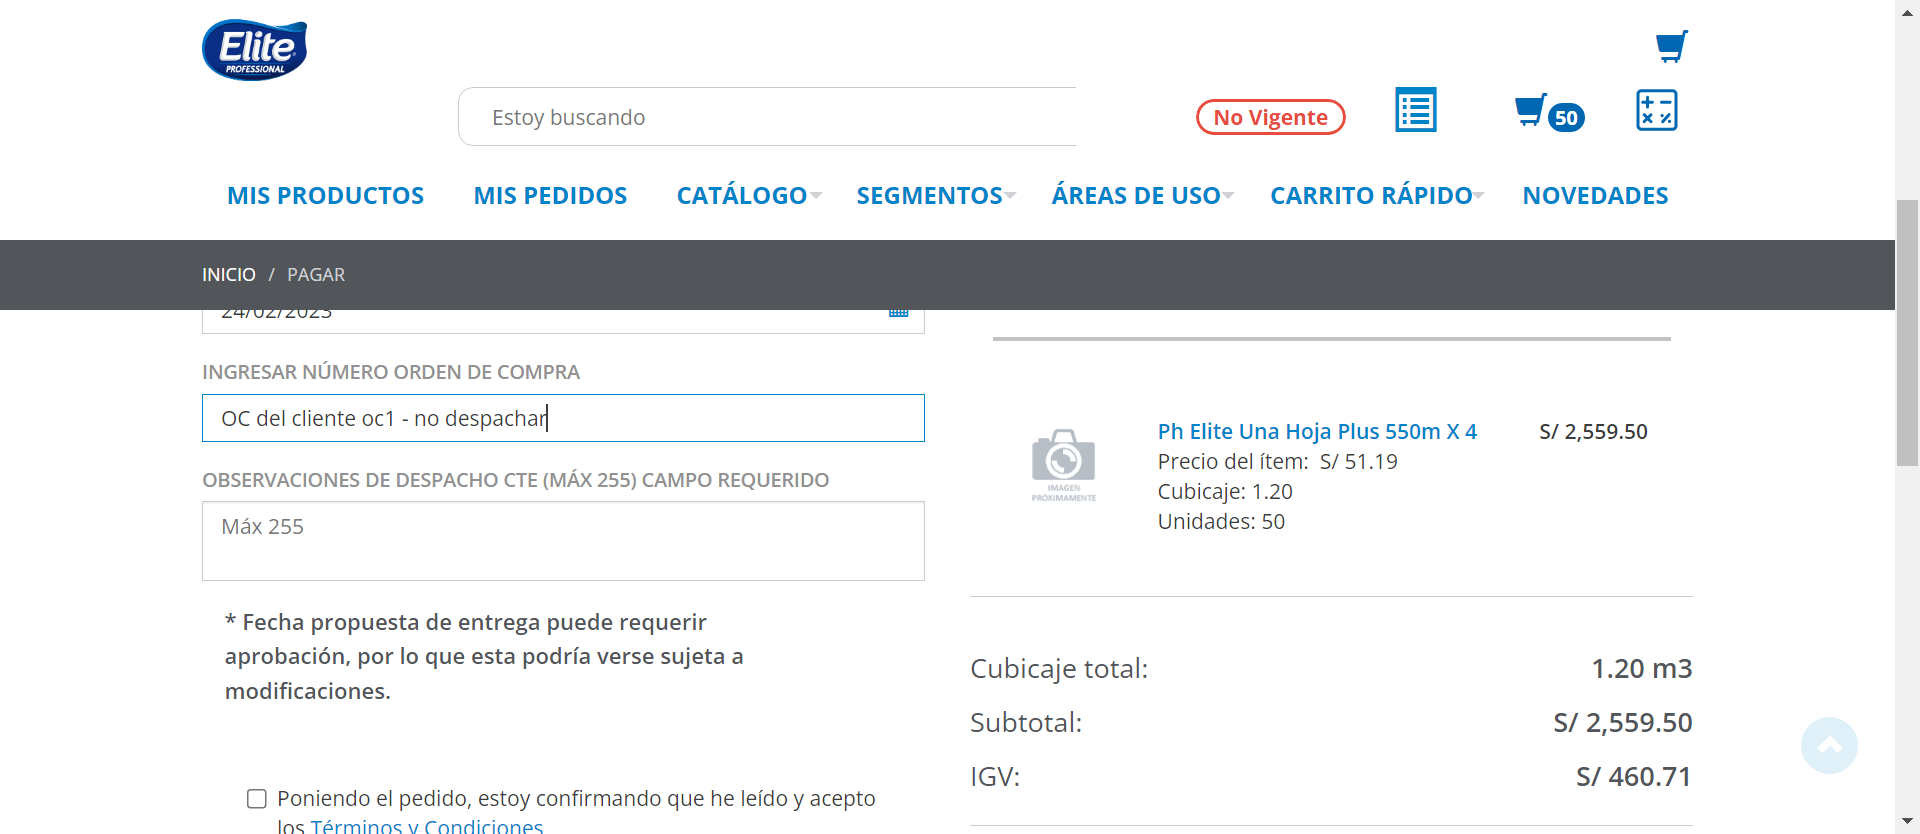 Elite
PROFESSIONAL
Estoy buscando
No Vigente
50
MIS PRODUCTOS
MIS PEDIDOS
CATÁLOGO
SEGMENTOS
ÁREAS DE USO
CARRITO RÁPIDO
NOVEDADES
INICIO / PAGAR
24/02/2023
INGRESAR NÚMERO ORDEN DE COMPRA
OC del cliente oc1 - no despachar
OBSERVACIONES DE DESPACHO CTE (MÁX 255) CAMPO REQUERIDO
Máx 255
* Fecha propuesta de entrega puede requerir
aprobación, por lo que esta podría verse sujeta a
modificaciones.
Poniendo el pedido, estoy confirmando que he leído y acepto
los Términos y Condiciones
IMAGEN
PRÓXIMAMENTE
Ph Elite Una Hoja Plus 550m X 4 S/ 2,559.50
Precio del ítem: S/ 51.19
Cubicaje: 1.20
Unidades: 50
Cubicaje total: 1.20 m3
Subtotal: S/ 2,559.50
IGV: S/ 460.71